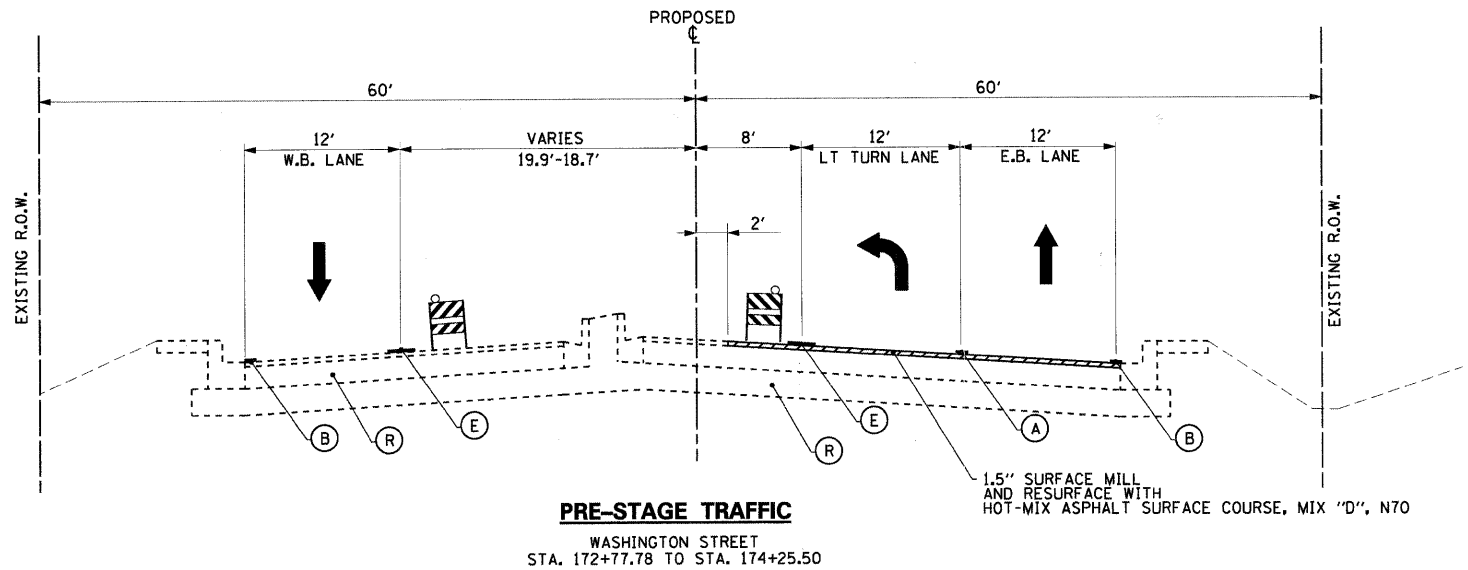 PROPOSED
℄
60'
60'
12'
W.B. LANE
VARIES
19.9'-18.7'
8'
12'
LT TURN LANE
12'
E.B. LANE
2'
EXISTING R.O.W.
EXISTING R.O.W.
B
R
E
R
E
A
B
1.5" SURFACE MILL
AND RESURFACE WITH
HOT-MIX ASPHALT SURFACE COURSE, MIX "D", N70
PRE-STAGE TRAFFIC
WASHINGTON STREET
STA. 172+77.78 TO STA. 174+25.50